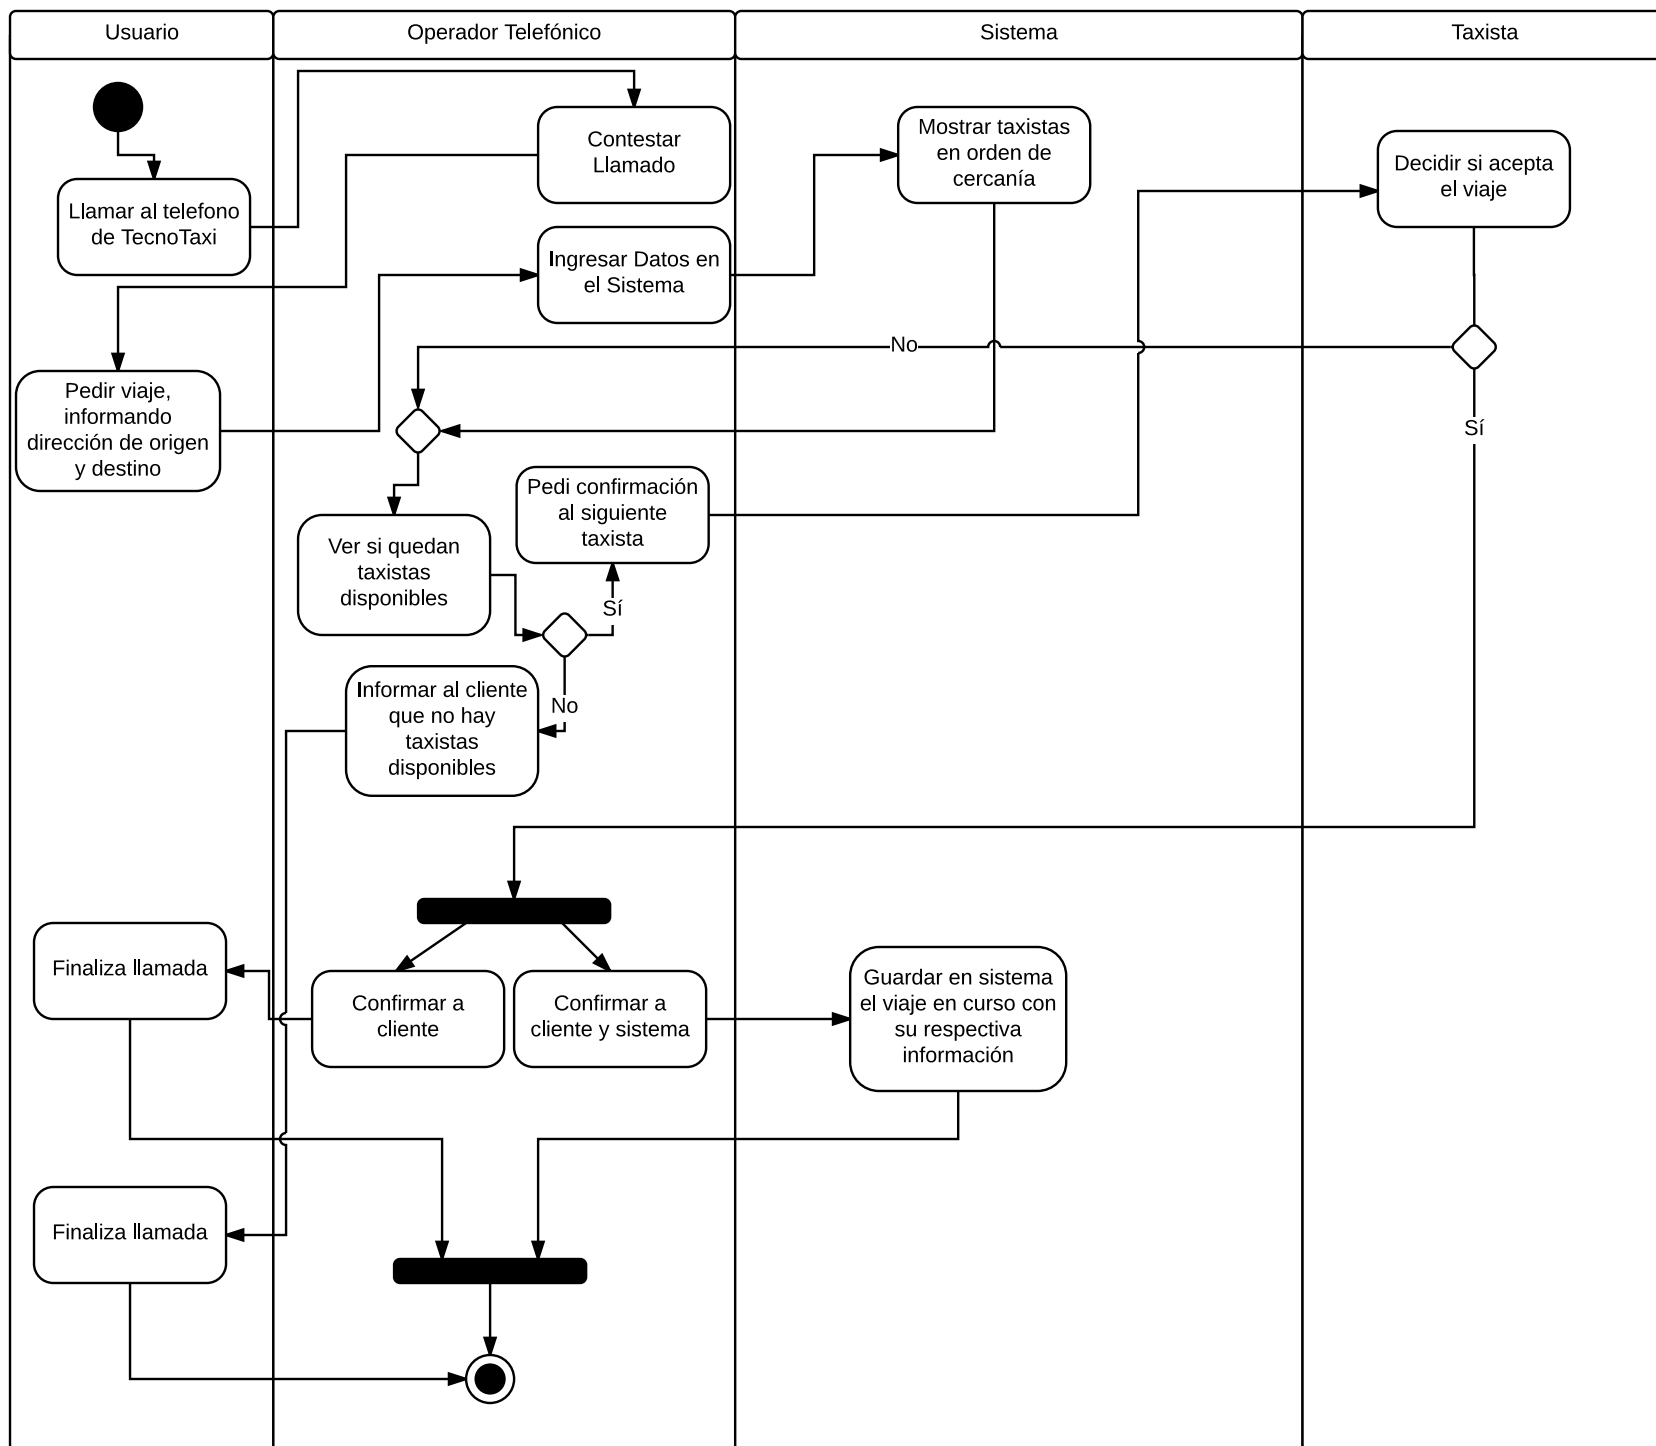 Usuario
Operador Telefónico
Sistema
Taxista
Contestar
Llamado
Mostrar taxistas
en orden de
cercanía
Decidir si acepta
el viaje
Llamar al telefono
de TecnoTaxi
Ingresar Datos en
el Sistema
No
Pedir viaje,
informando
dirección de origen
y destino
Sí
Pedi confirmación
al siguiente
taxista
Ver si quedan
taxistas
disponibles
Sí
Informar al cliente
que no hay
taxistas
disponibles
No
Finaliza llamada
Confirmar a
cliente
Confirmar a
cliente y sistema
Guardar en sistema
el viaje en curso con
su respectiva
información
Finaliza llamada